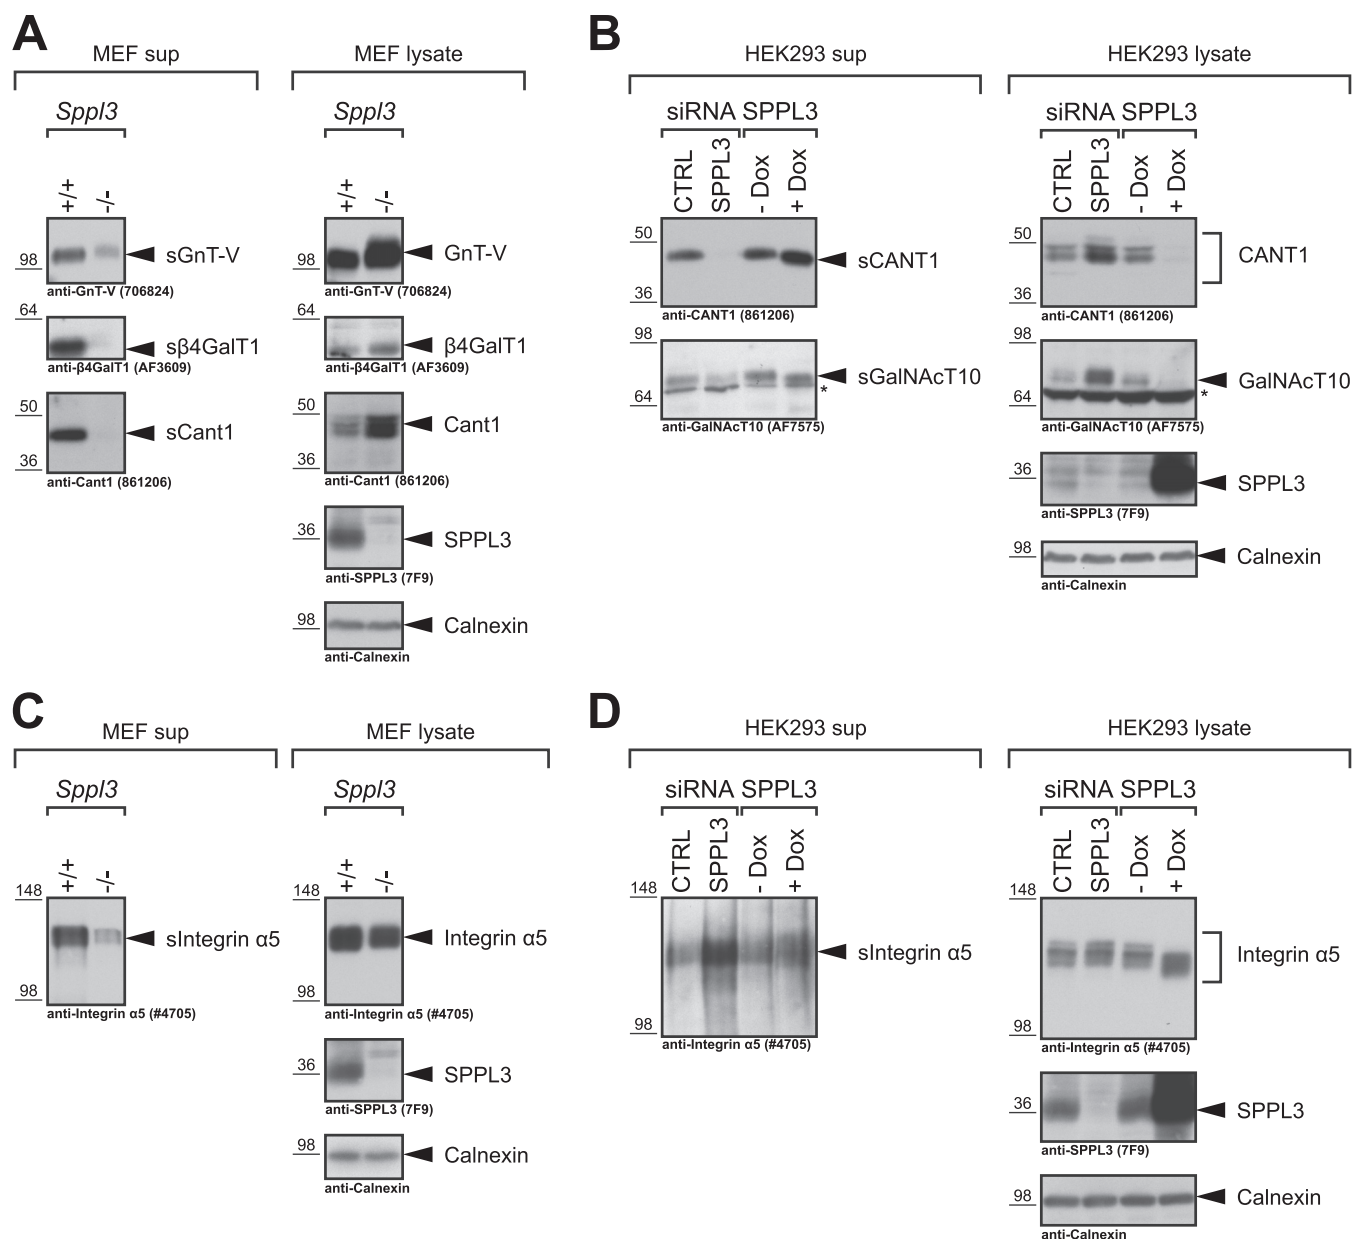 A
MEF sup
MEF lysate
Sppl3
Sppl3
+/+
-/-
+/+
-/-
98
sGnT-V
98
GnT-V
anti-GnT-V (706824)
anti-GnT-V (706824)
64
sβ4GalT1
64
β4GalT1
anti-β4GalT1 (AF3609)
anti-β4GalT1 (AF3609)
50
sCant1
36
50
Cant1
36
anti-Cant1 (861206)
anti-Cant1 (861206)
36
SPPL3
anti-SPPL3 (7F9)
98
Calnexin
anti-Calnexin
B
HEK293 sup
HEK293 lysate
siRNA SPPL3
siRNA SPPL3
CTRL
SPPL3
- Dox
+ Dox
CTRL
SPPL3
- Dox
+ Dox
50
sCANT1
36
50
CANT1
36
anti-CANT1 (861206)
anti-CANT1 (861206)
98
sGalNAcT10
*
64
98
GalNAcT10
*
64
anti-GalNAcT10 (AF7575)
anti-GalNAcT10 (AF7575)
36
SPPL3
anti-SPPL3 (7F9)
98
Calnexin
anti-Calnexin
C
MEF sup
MEF lysate
Sppl3
Sppl3
+/+
-/-
+/+
-/-
148
sIntegrin α5
98
148
Integrin α5
98
anti-Integrin α5 (#4705)
anti-Integrin α5 (#4705)
36
SPPL3
anti-SPPL3 (7F9)
98
Calnexin
anti-Calnexin
D
HEK293 sup
HEK293 lysate
siRNA SPPL3
siRNA SPPL3
CTRL
SPPL3
- Dox
+ Dox
CTRL
SPPL3
- Dox
+ Dox
148
sIntegrin α5
98
148
Integrin α5
98
anti-Integrin α5 (#4705)
anti-Integrin α5 (#4705)
36
SPPL3
anti-SPPL3 (7F9)
98
Calnexin
anti-Calnexin